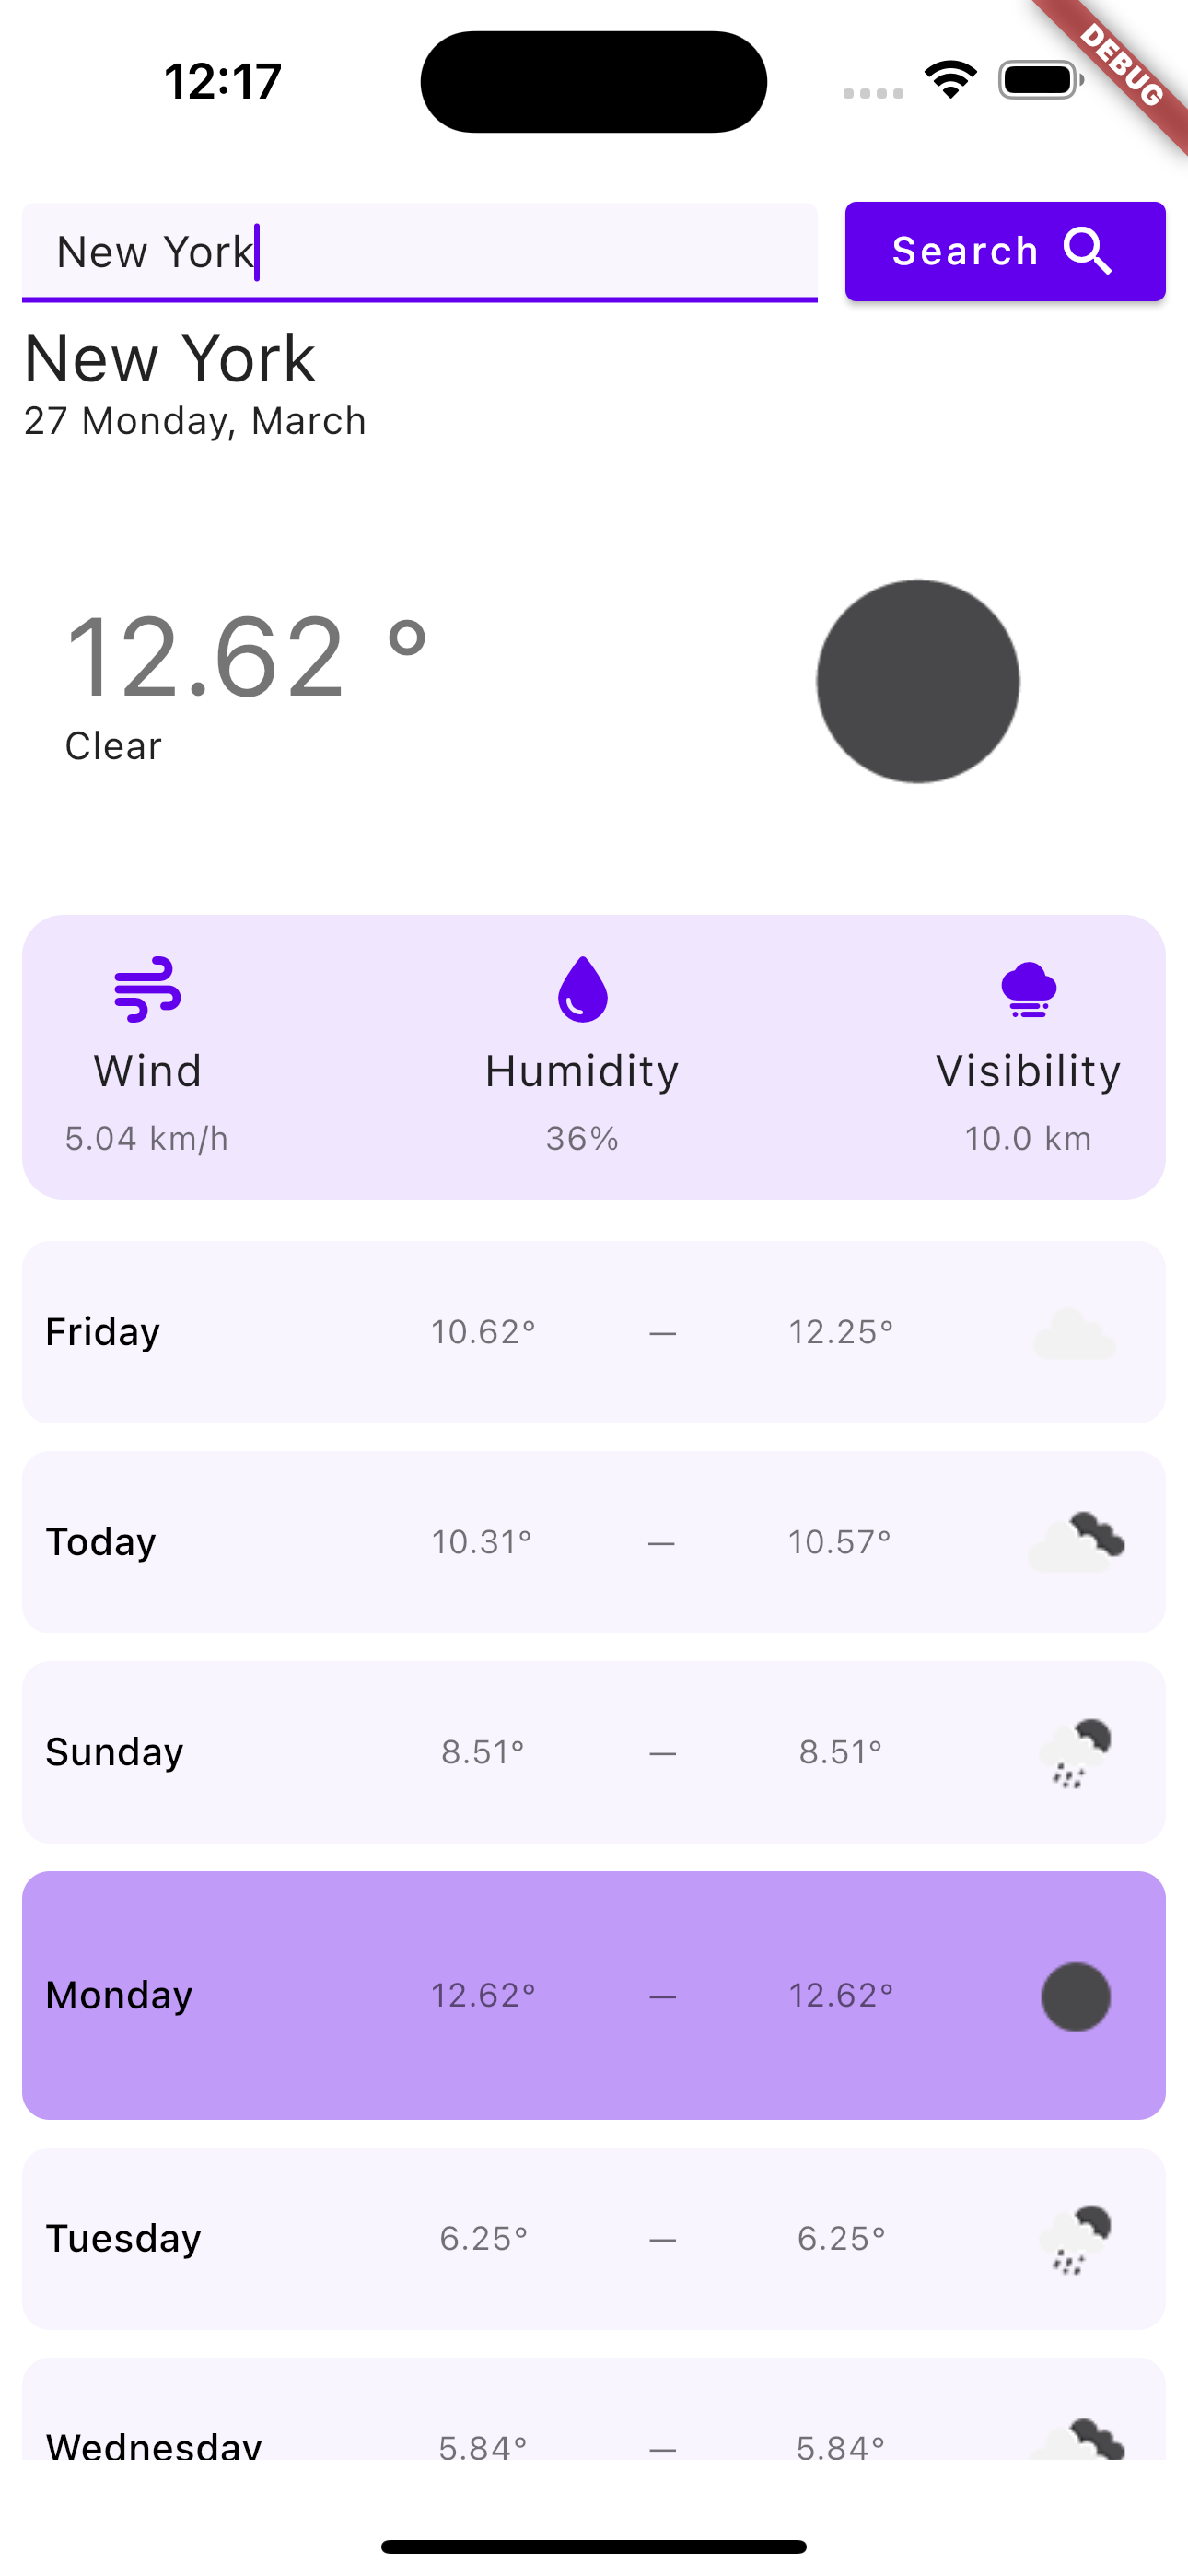 12:17
DEBUG
New York
Search
New York
27 Monday, March
12.62 °
Clear
Wind Humidity Visibility
5.04 km/h 36% 10.0 km
Friday 10.62° — 12.25°
Today 10.31° — 10.57°
Sunday 8.51° — 8.51°
Monday 12.62° — 12.62°
Tuesday 6.25° — 6.25°
Wednesday 5.84° — 5.84°